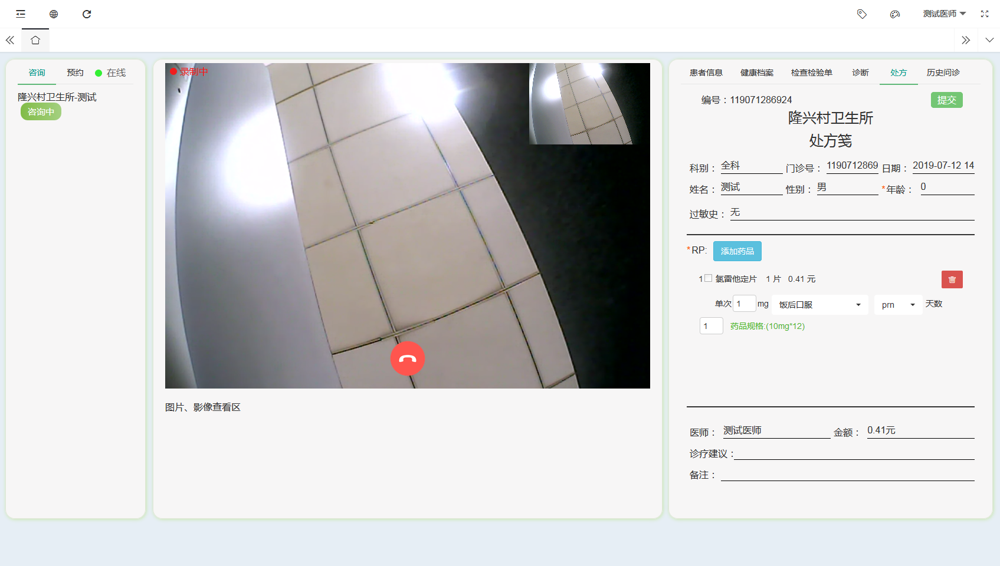 测试医师
咨询 预约 在线
隆兴村卫生所-测试
咨询中
录制中
图片、影像查看区
患者信息 健康档案 检查检验单 诊断 处方 历史问诊
编号：119071286924 提交
隆兴村卫生所
处方笺
科别： 全科 门诊号： 1190712869 日期： 2019-07-12 14
姓名： 测试 性别： 男 *年龄： 0
过敏史： 无
*RP: 添加药品
1 氯雷他定片 1 片 0.41 元
单次 1 mg 饭后口服 prn 天数
1 药品规格:(10mg*12)
医师： 测试医师 金额： 0.41元
诊疗建议：
备注：